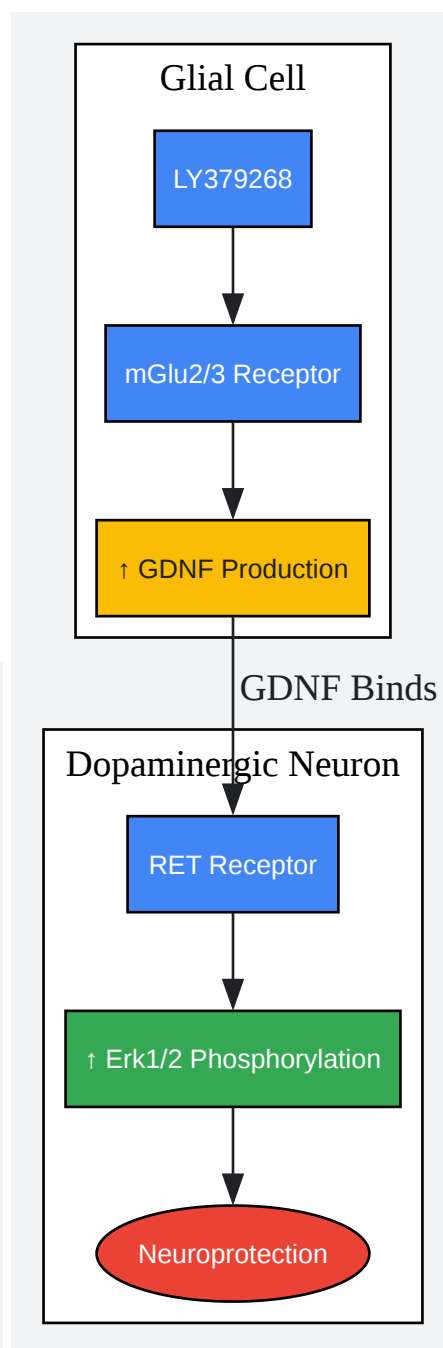 Glial Cell
LY379268
mGlu2/3 Receptor
↑ GDNF Production
GDNF Binds
Dopaminergic Neuron
RET Receptor
↑ Erk1/2 Phosphorylation
Neuroprotection